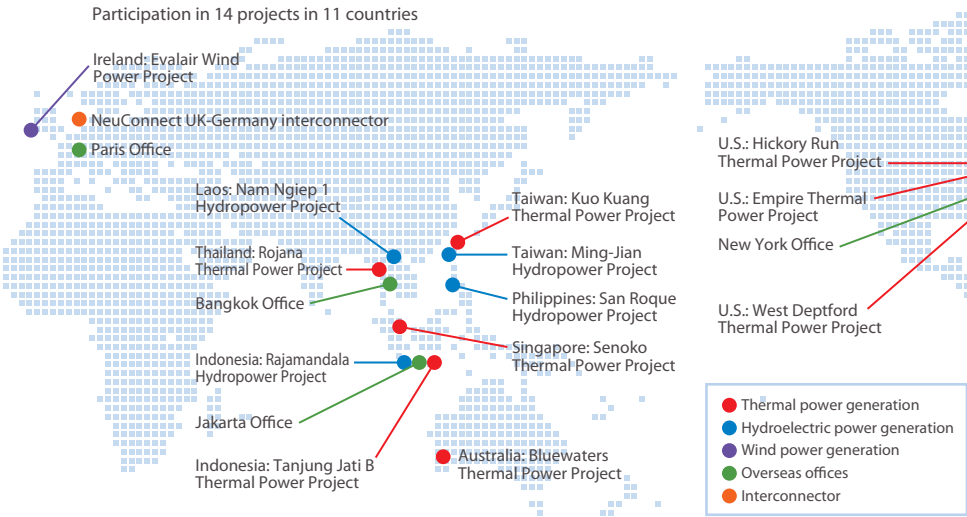 Participation in 14 projects in 11 countries
Ireland: Evalair Wind
Power Project
NeuConnect UK-Germany interconnector
Paris Office
Laos: Nam Ngiep 1
Hydropower Project
Thailand: Rojana
Thermal Power Project
Bangkok Office
Indonesia: Rajamandala
Hydropower Project
Jakarta Office
Indonesia: Tanjung Jati B
Thermal Power Project
Taiwan: Kuo Kuang
Thermal Power Project
Taiwan: Ming-Jian
Hydropower Project
Philippines: San Roque
Hydropower Project
Singapore: Senoko
Thermal Power Project
Australia: Bluewaters
Thermal Power Project
U.S.: Hickory Run
Thermal Power Project
U.S.: Empire Thermal
Power Project
New York Office
U.S.: West Deptford
Thermal Power Project
Thermal power generation
Hydroelectric power generation
Wind power generation
Overseas offices
Interconnector